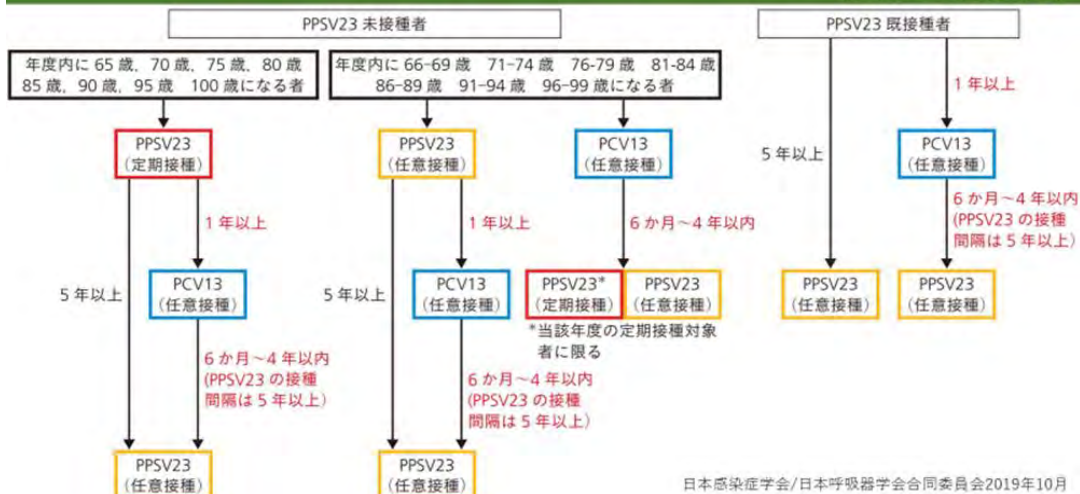 PPSV23 未接種者
PPSV23 既接種者
年度内に 65 歳，70 歳，75 歳，80 歳
85 歳，90 歳，95 歳　100 歳になる者
年度内に 66−69 歳　71−74 歳　76-79 歳　81-84 歳
86−89 歳　91−94 歳　96−99 歳になる者
PPSV23
（定期接種）
PPSV23
（任意接種）
PCV13
（任意接種）
5 年以上
1 年以上
PCV13
（任意接種）
1 年以上
1 年以上
6 か月～4 年以内
6 か月～4 年以内
(PPSV23 の接種
間隔は 5 年以上）
5 年以上
PCV13
（任意接種）
5 年以上
PCV13
（任意接種）
PPSV23*
（定期接種）
PPSV23
（任意接種）
PPSV23
（任意接種）
PPSV23
（任意接種）
*当該年度の定期接種対象
者に限る
6 か月～4 年以内
(PPSV23 の接種
間隔は 5 年以上）
6 か月～4 年以内
(PPSV23 の接種
間隔は 5 年以上）
PPSV23
（任意接種）
PPSV23
（任意接種）
日本感染症学会/日本呼吸器学会合同委員会2019年10月